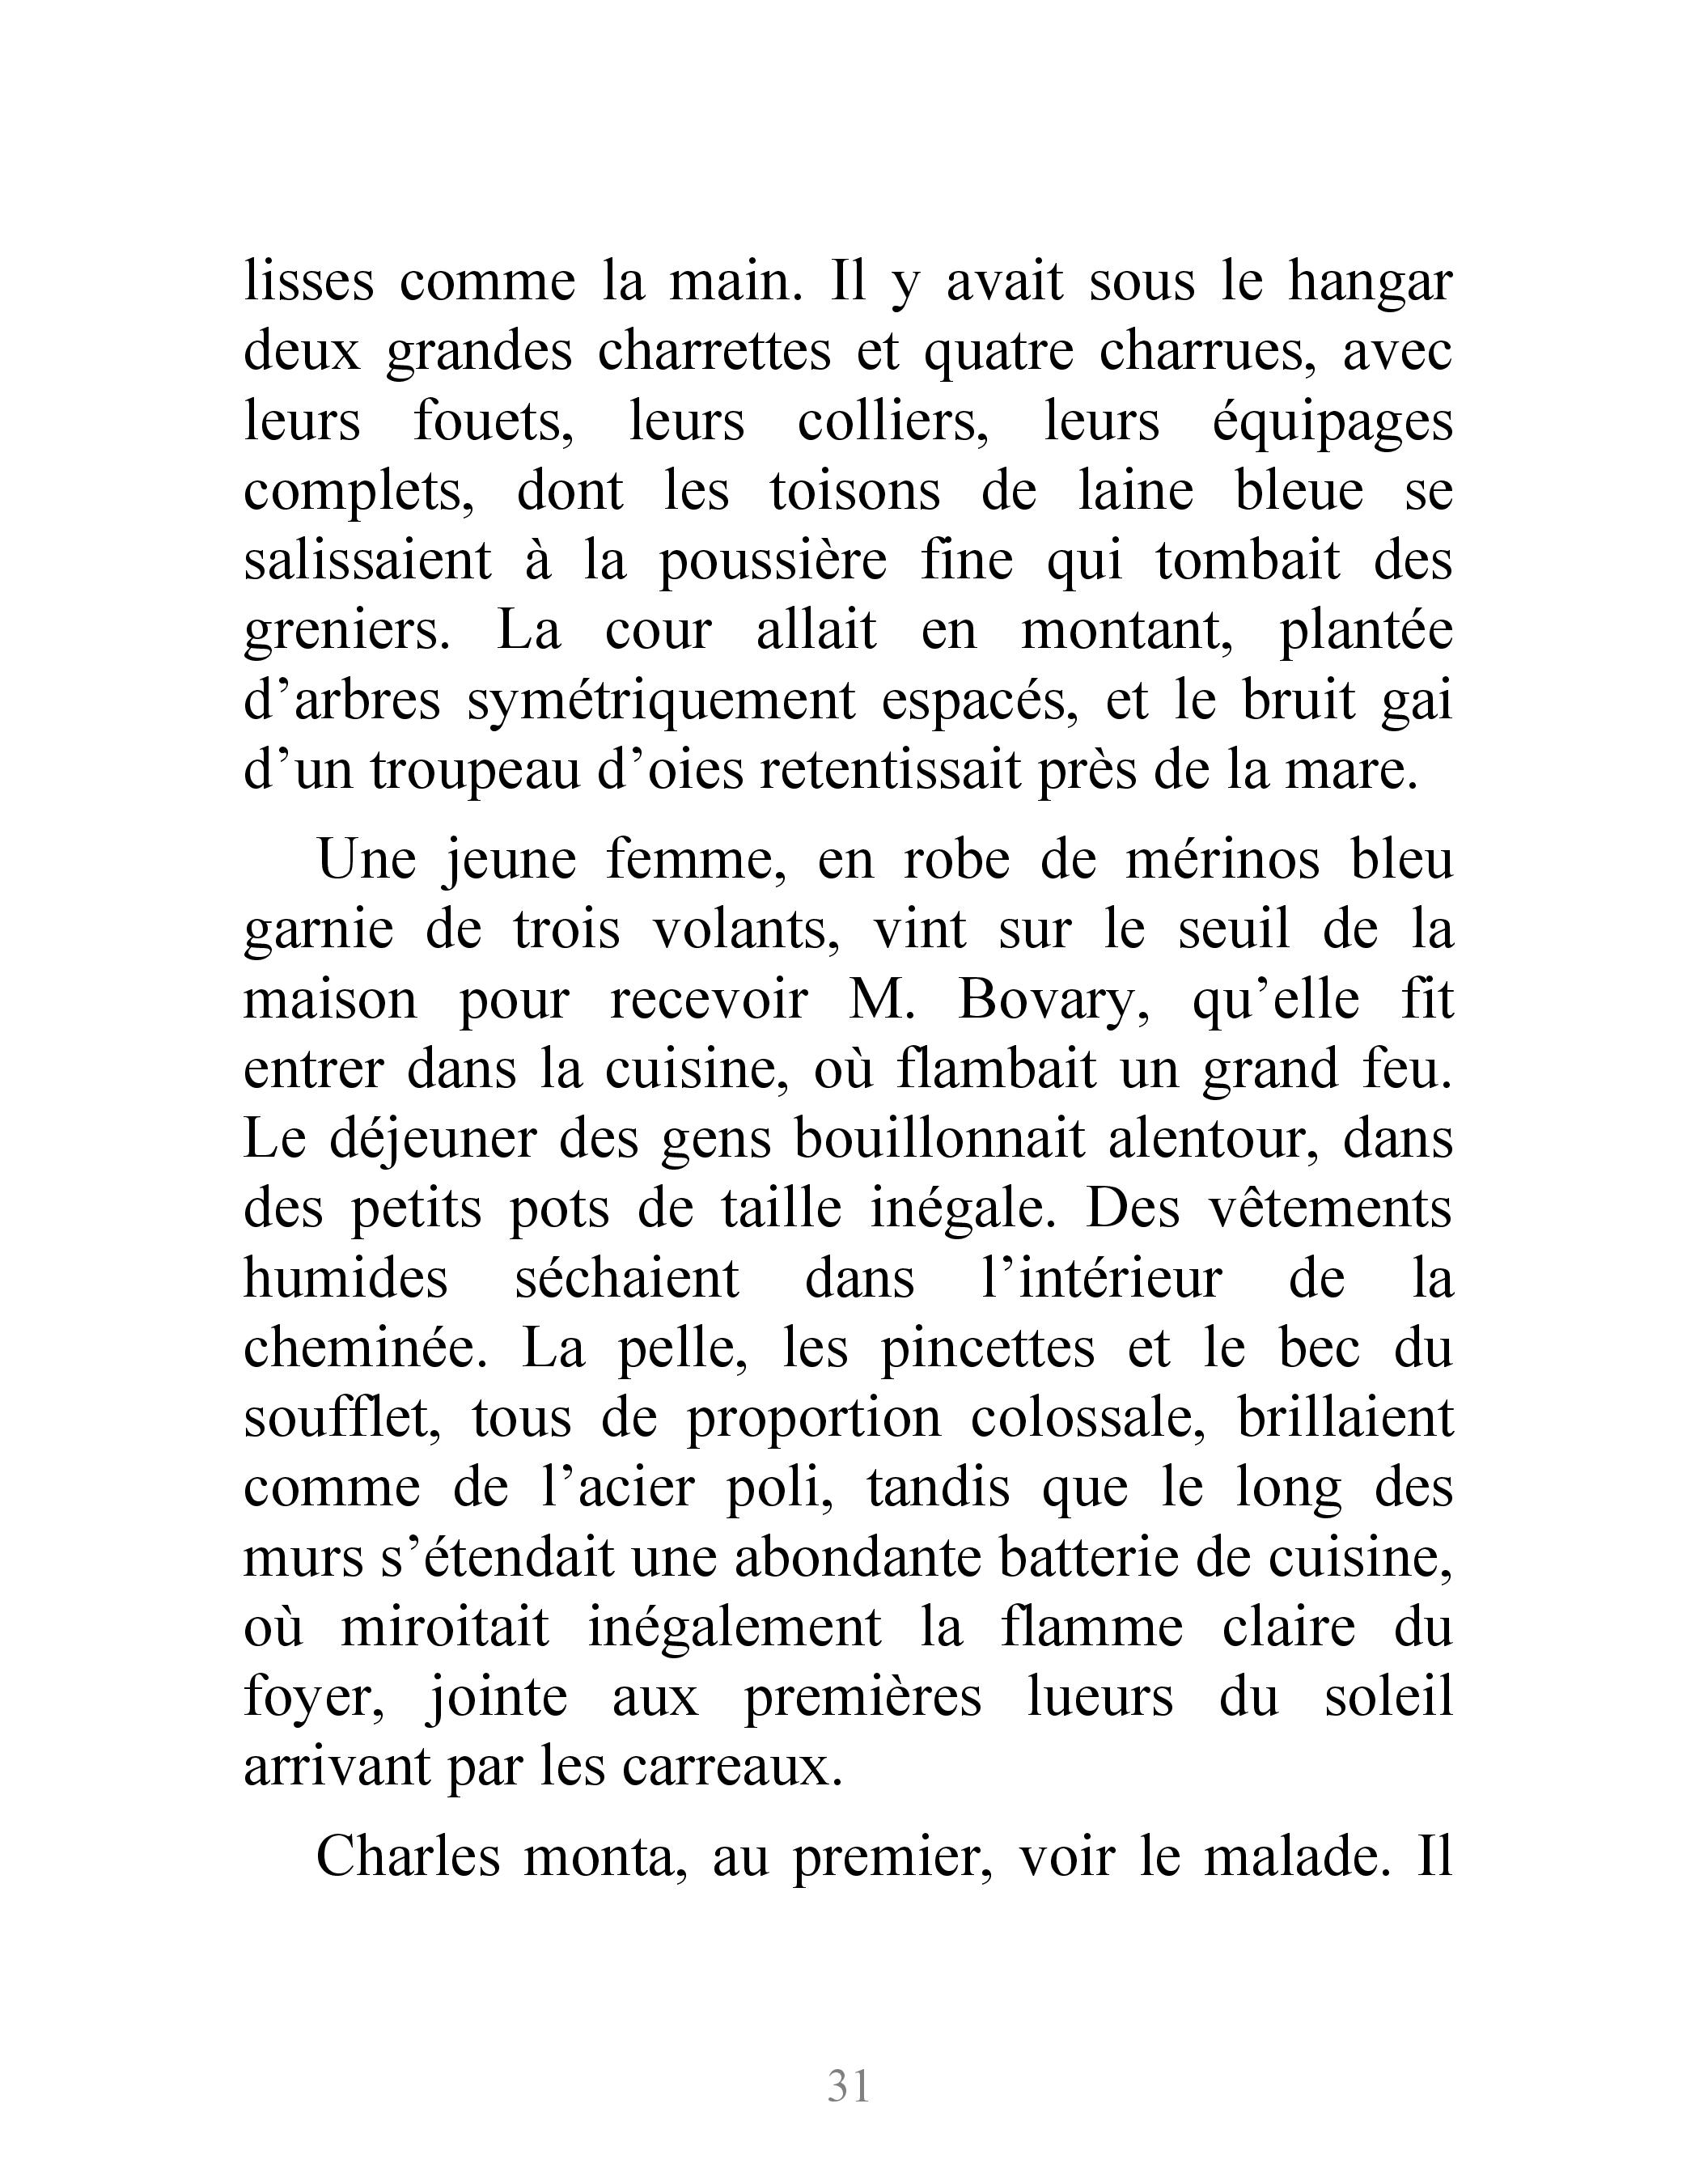 lisses comme la main. Il y avait sous le hangar
deux grandes charrettes et quatre charrues, avec
leurs fouets, leurs colliers, leurs équipages
complets, dont les toisons de laine bleue se
salissaient à la poussière fine qui tombait des
greniers. La cour allait en montant, plantée
d’arbres symétriquement espacés, et le bruit gai
d’un troupeau d’oies retentissait près de la mare.
Une jeune femme, en robe de mérinos bleu
garnie de trois volants, vint sur le seuil de la
maison pour recevoir M. Bovary, qu’elle fit
entrer dans la cuisine, où flambait un grand feu.
Le déjeuner des gens bouillonnait alentour, dans
des petits pots de taille inégale. Des vêtements
humides séchaient dans l’intérieur de la
cheminée. La pelle, les pincettes et le bec du
soufflet, tous de proportion colossale, brillaient
comme de l’acier poli, tandis que le long des
murs s’étendait une abondante batterie de cuisine,
où miroitait inégalement la flamme claire du
foyer, jointe aux premières lueurs du soleil
arrivant par les carreaux.
Charles monta, au premier, voir le malade. Il
31